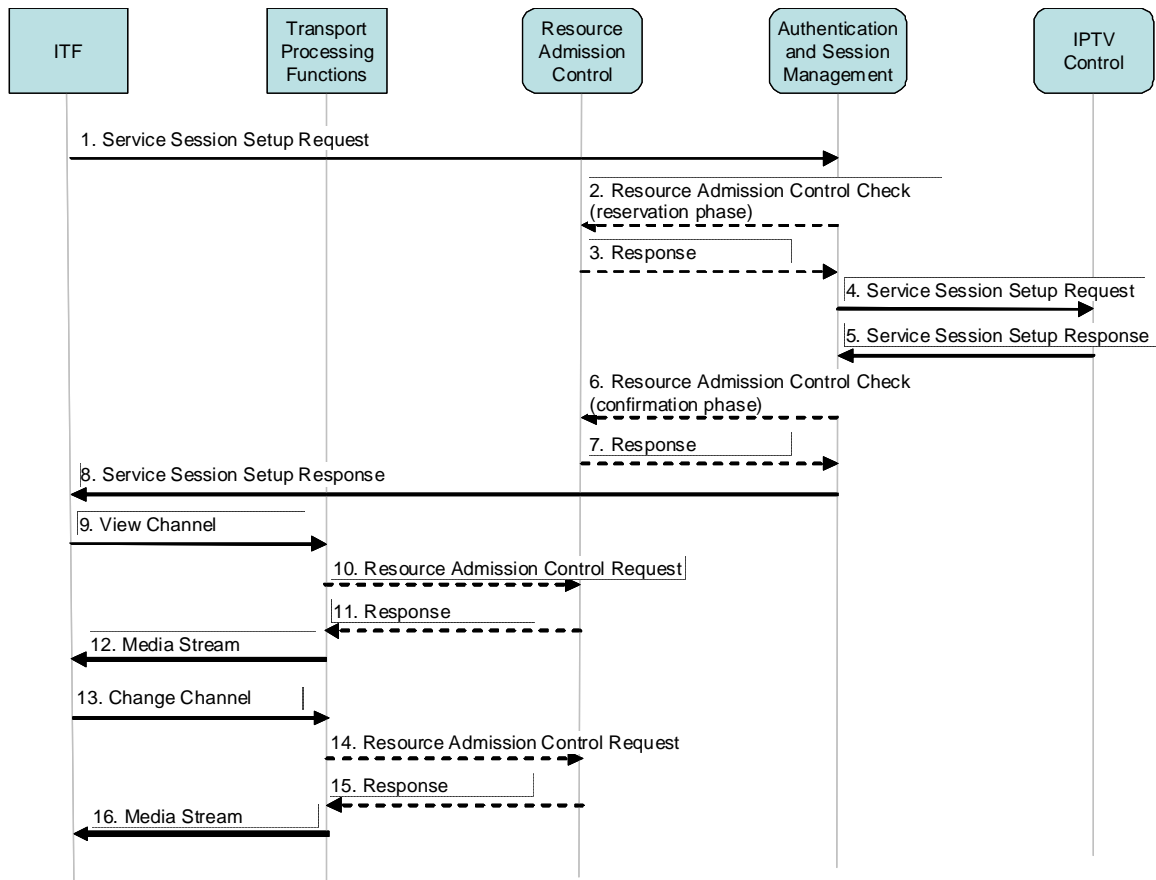 ITF
Transport
Processing
Functions
Resource
Admission
Control
Authentication
and Session
Management
IPTV
Control
1. Service Session Setup Request
2. Resource Admission Control Check
(reservation phase)
3. Response
4. Service Session Setup Request
5. Service Session Setup Response
6. Resource Admission Control Check
(confirmation phase)
7. Response
8. Service Session Setup Response
9. View Channel
10. Resource Admission Control Request
11. Response
12. Media Stream
13. Change Channel
14. Resource Admission Control Request
15. Response
16. Media Stream